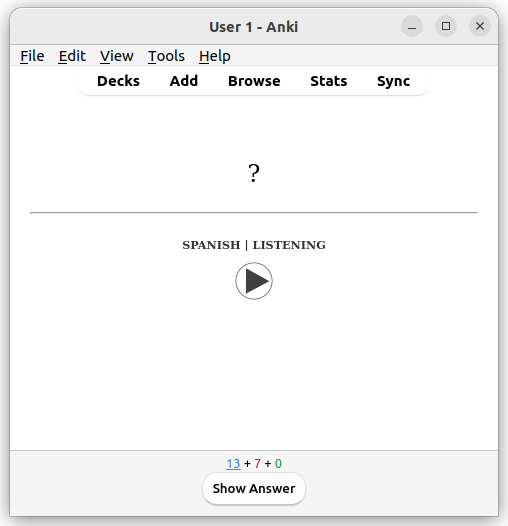 User 1 - Anki
File Edit View Tools Help
Decks Add Browse Stats Sync
?
SPANISH | LISTENING
13 + 7 + 0
Show Answer